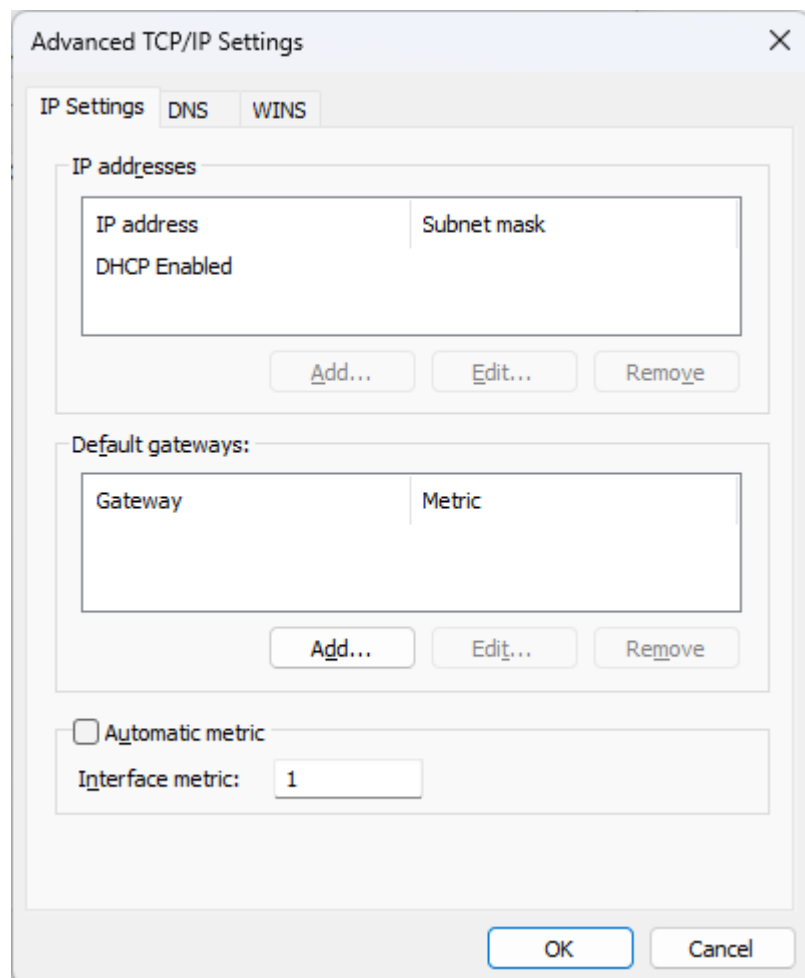 Advanced TCP/IP Settings
IP Settings DNS WINS
IP addresses
IP address Subnet mask
DHCP Enabled
Add... Edit... Remove
Default gateways:
Gateway Metric
Add... Edit... Remove
Automatic metric
Interface metric: 1
OK Cancel